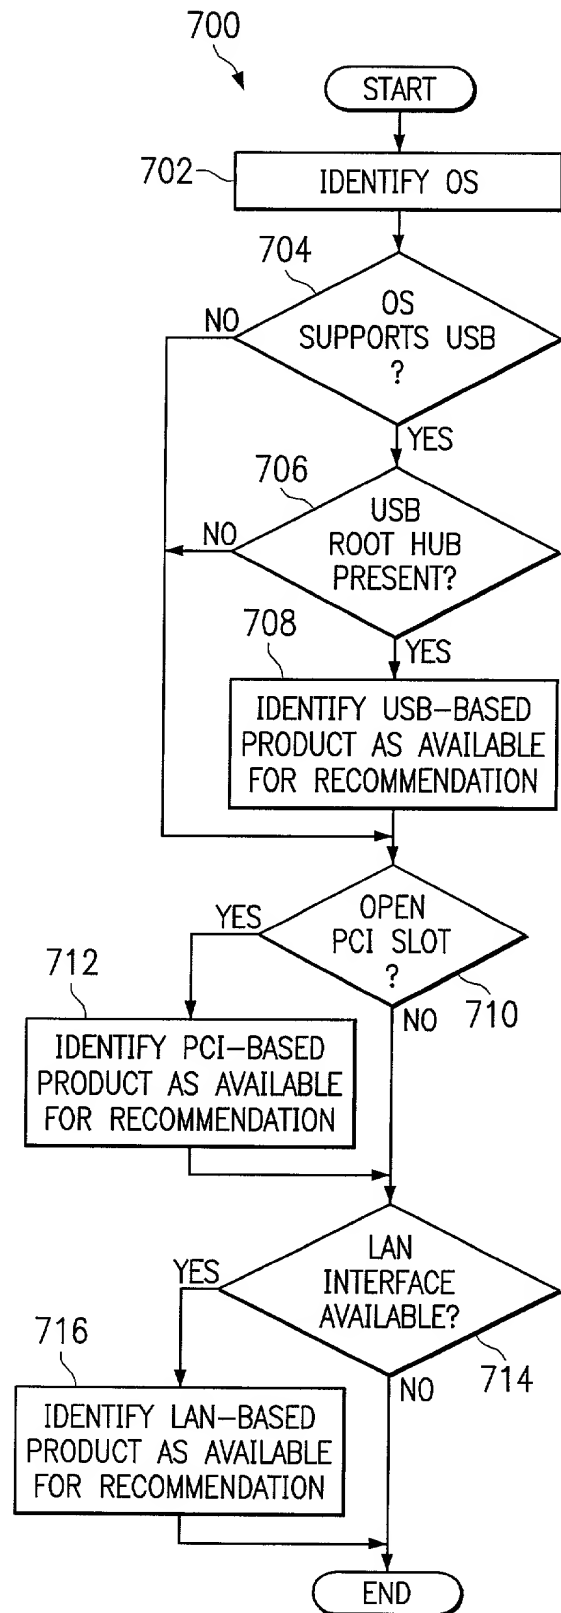 700
START
702
IDENTIFY OS
704
OS
SUPPORTS USB
?
NO
YES
706
USB
ROOT HUB
PRESENT?
NO
YES
708
IDENTIFY USB-BASED
PRODUCT AS AVAILABLE
FOR RECOMMENDATION
OPEN
PCI SLOT
?
YES
710
NO
712
IDENTIFY PCI-BASED
PRODUCT AS AVAILABLE
FOR RECOMMENDATION
LAN
INTERFACE
AVAILABLE?
YES
714
NO
716
IDENTIFY LAN-BASED
PRODUCT AS AVAILABLE
FOR RECOMMENDATION
END